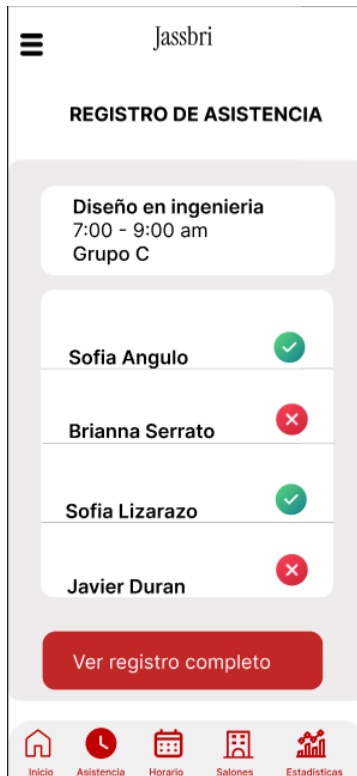 Jassbri
REGISTRO DE ASISTENCIA
Diseño en ingenieria
7:00 - 9:00 am
Grupo C
Sofia Angulo
Brianna Serrato
Sofia Lizarazo
Javier Duran
Ver registro completo
Inicio Asistencia Horario Salones Estadisticas